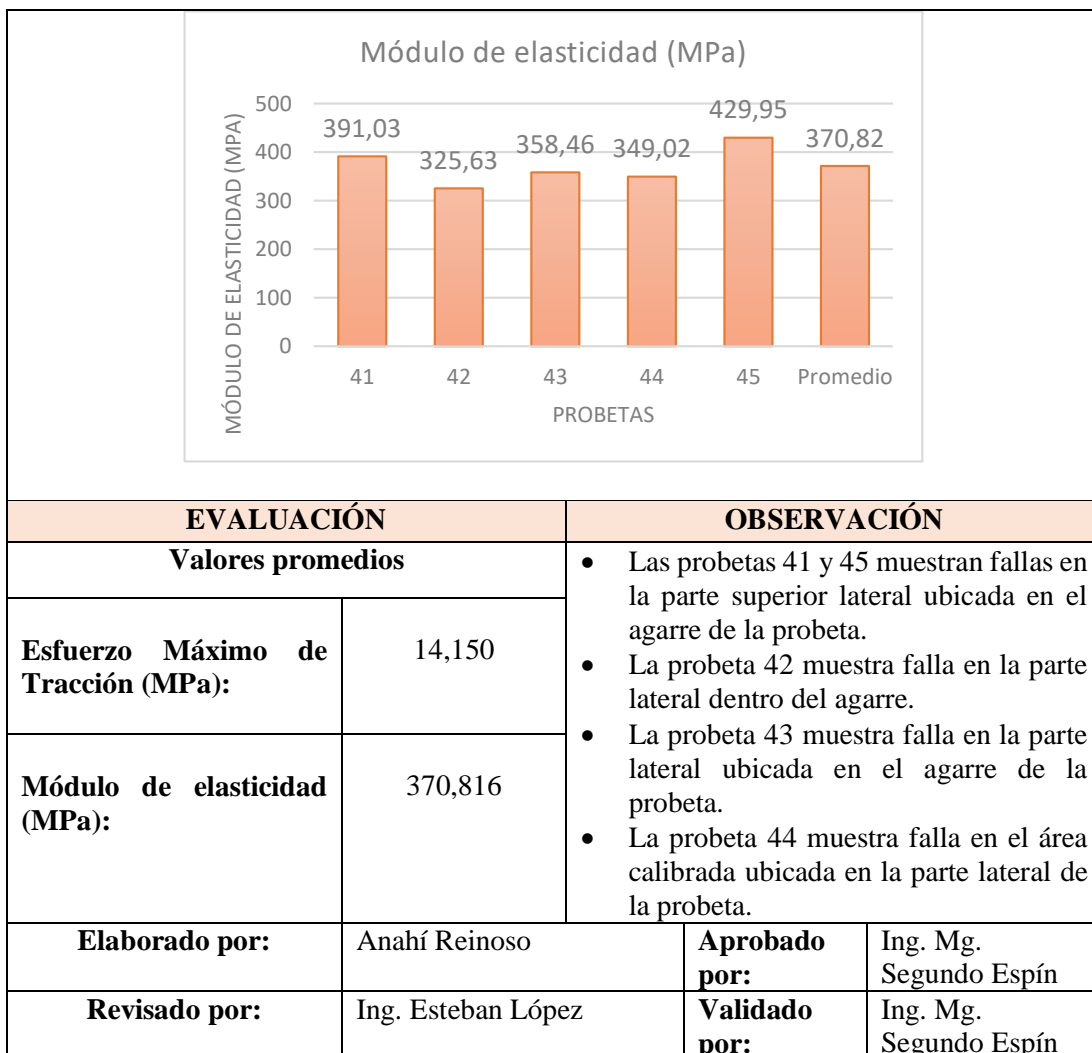 Módulo de elasticidad (MPa)
MÓDULO DE ELASTICIDAD (MPA)
500
400
300
200
100
0
391,03
325,63
358,46
349,02
429,95
370,82
41 42 43 44 45 Promedio
PROBETAS
EVALUACIÓN
OBSERVACIÓN
Valores promedios
Esfuerzo Máximo de
Tracción (MPa):
14,150
Módulo de elasticidad
(MPa):
370,816
• Las probetas 41 y 45 muestran fallas en
la parte superior lateral ubicada en el
agarre de la probeta.
• La probeta 42 muestra falla en la parte
lateral dentro del agarre.
• La probeta 43 muestra falla en la parte
lateral ubicada en el agarre de la
probeta.
• La probeta 44 muestra falla en el área
calibrada ubicada en la parte lateral de
la probeta.
Elaborado por:
Anahí Reinoso
Aprobado
por:
Ing. Mg.
Segundo Espín
Revisado por:
Ing. Esteban López
Validado
por:
Ing. Mg.
Segundo Espín